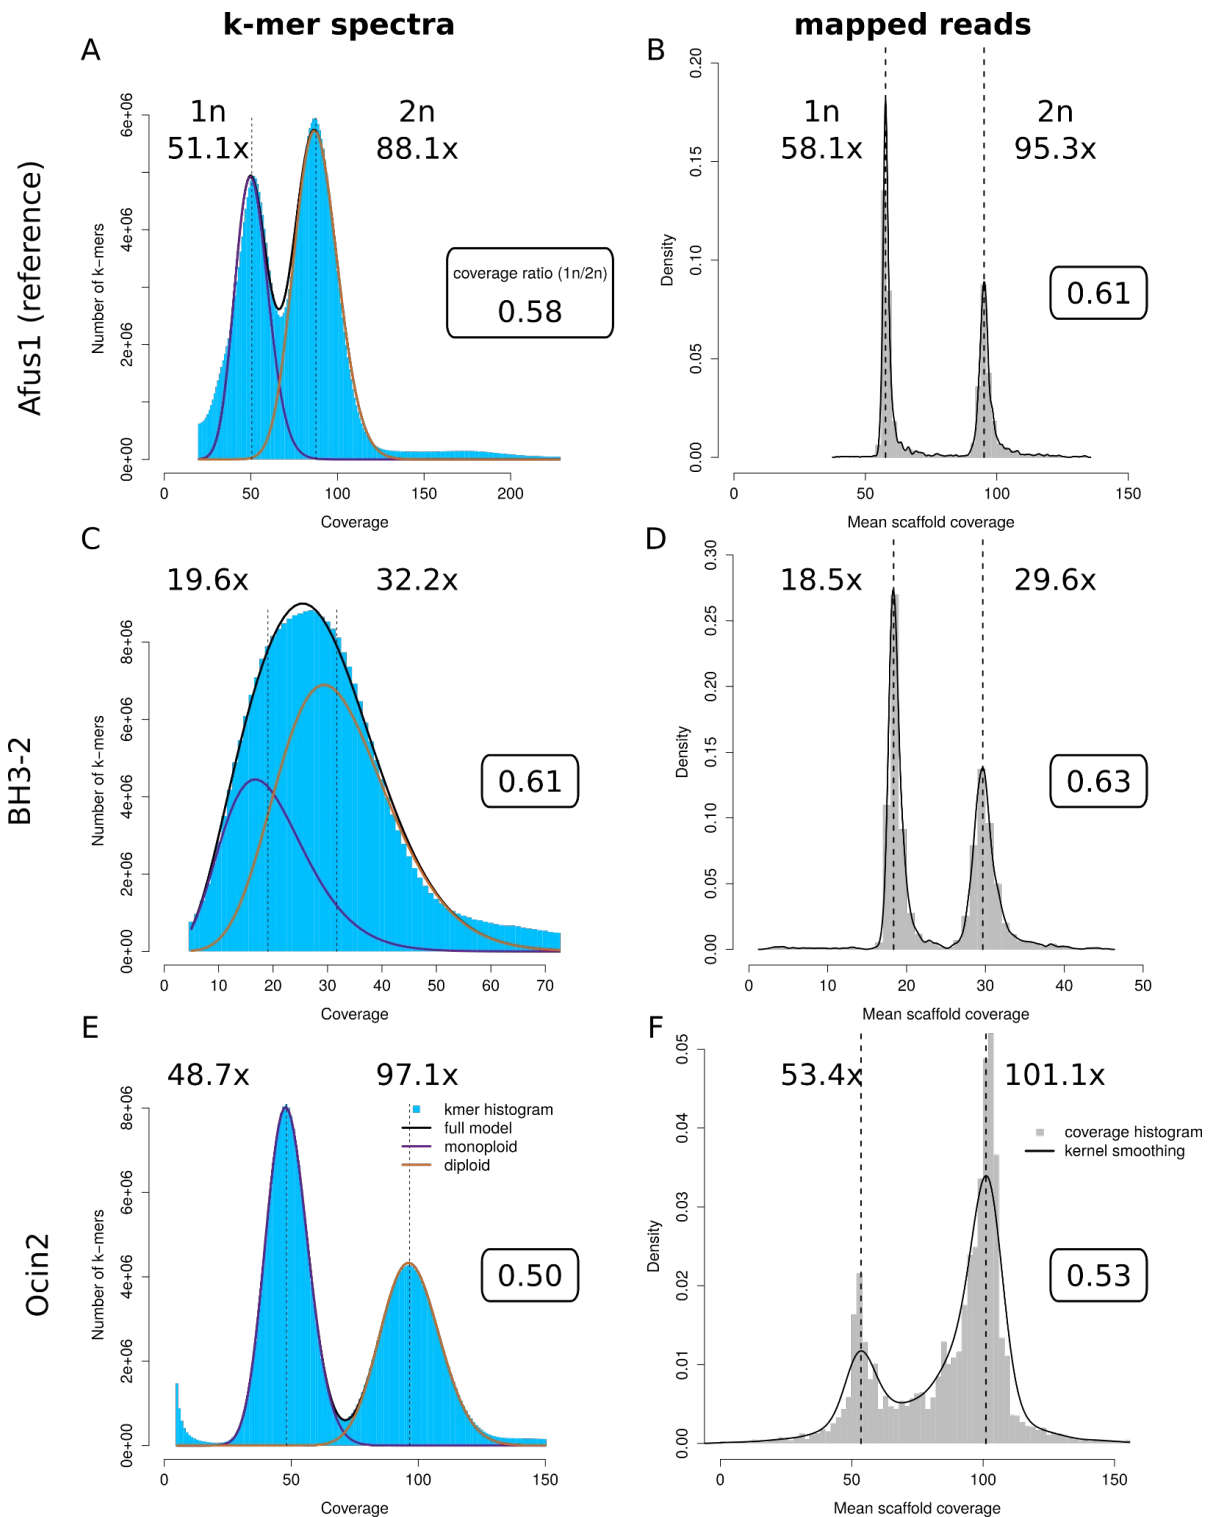 k-mer spectra
mapped reads
Afus1 (reference)
A
1n
51.1x
2n
88.1x
coverage ratio (1n/2n)
0.58
Number of k−mers
0e+00
2e+06
4e+06
6e+06
0
50
100
150
200
Coverage
B
1n
58.1x
2n
95.3x
0.61
Density
0.00
0.05
0.10
0.15
0.20
0
50
100
150
Mean scaffold coverage
BH3-2
C
19.6x
32.2x
0.61
Number of k−mers
0e+00
2e+06
4e+06
6e+06
8e+06
0
10
20
30
40
50
60
70
Coverage
D
18.5x
29.6x
0.63
Density
0.00
0.05
0.10
0.15
0.20
0.25
0.30
0
10
20
30
40
50
Mean scaffold coverage
Ocin2
E
48.7x
97.1x
kmer histogram
full model
monoploid
diploid
0.50
Number of k−mers
0e+00
2e+06
4e+06
6e+06
8e+06
0
50
100
150
Coverage
F
53.4x
101.1x
coverage histogram
kernel smoothing
0.53
Density
0.00
0.01
0.02
0.03
0.04
0.05
0
50
100
150
Mean scaffold coverage